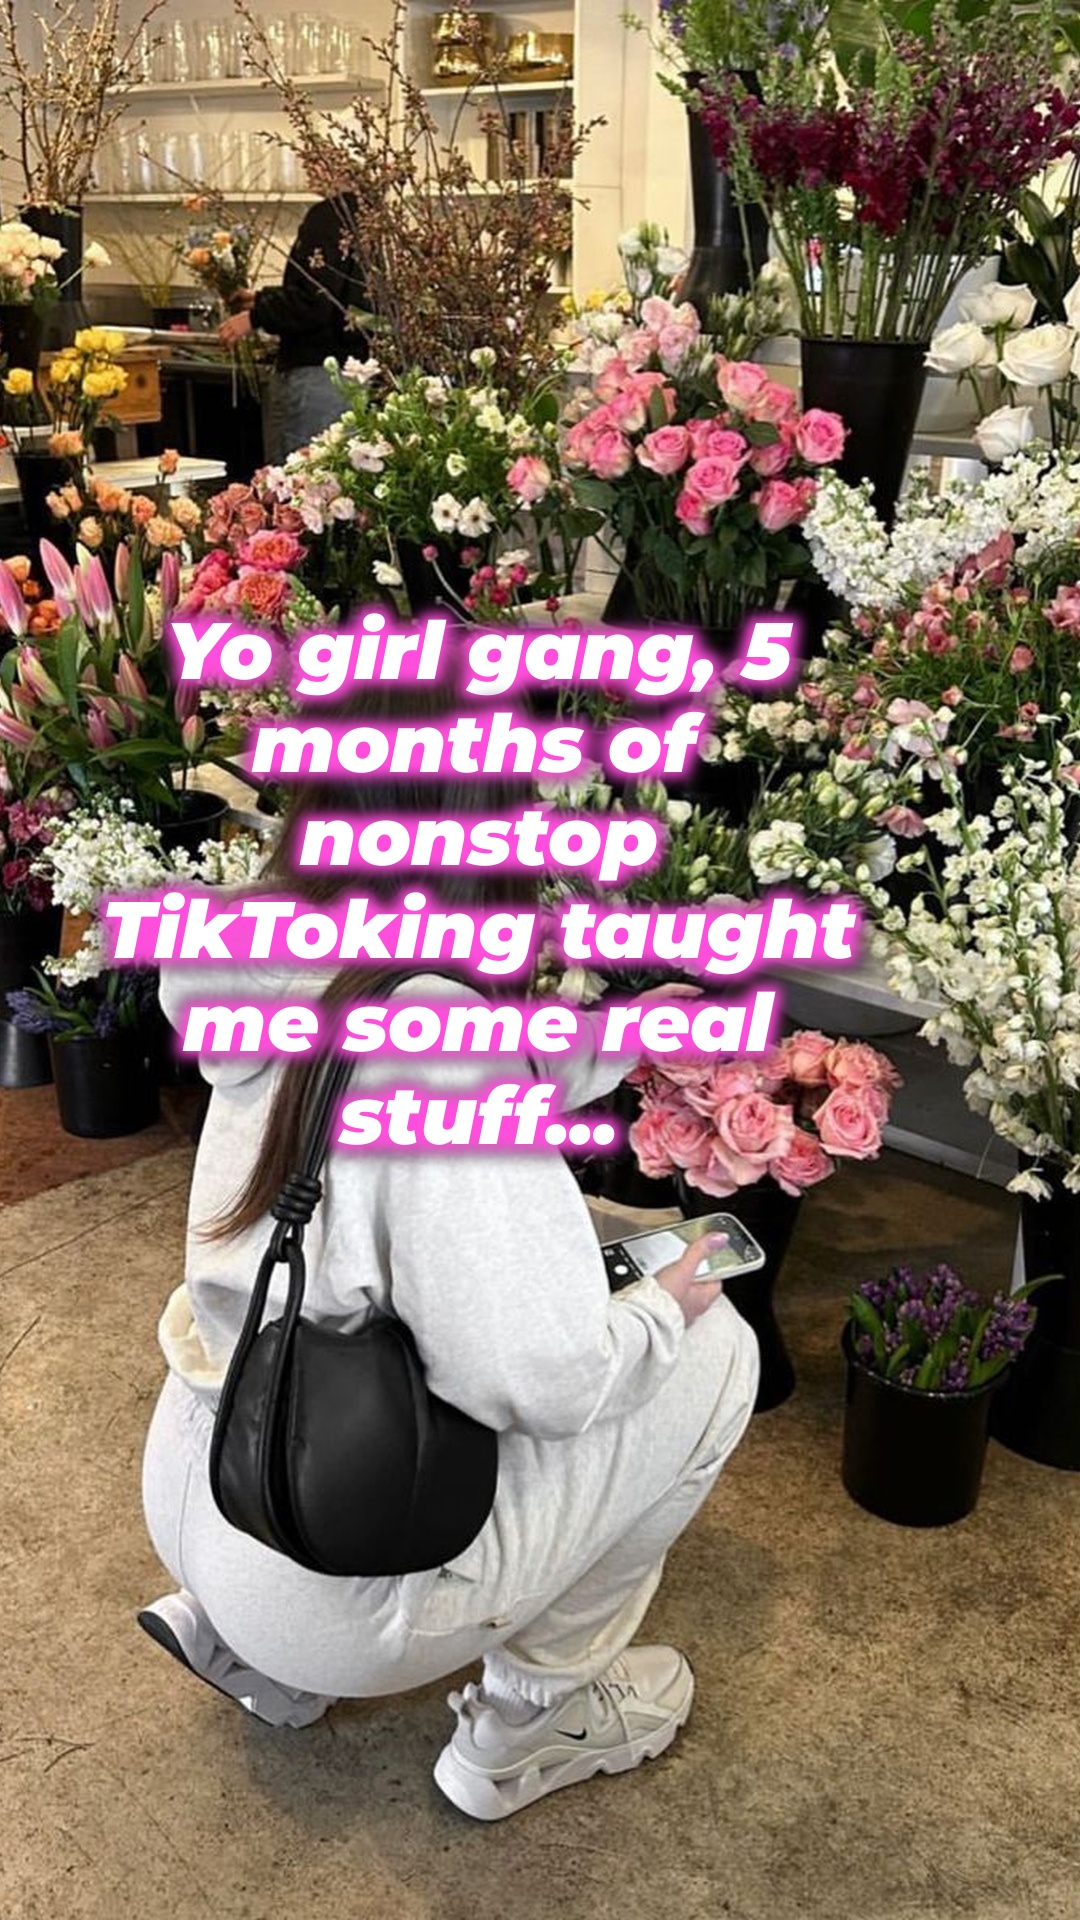 Yo girl gang, 5
months of
nonstop
TikToking taught
me some real
stuff...